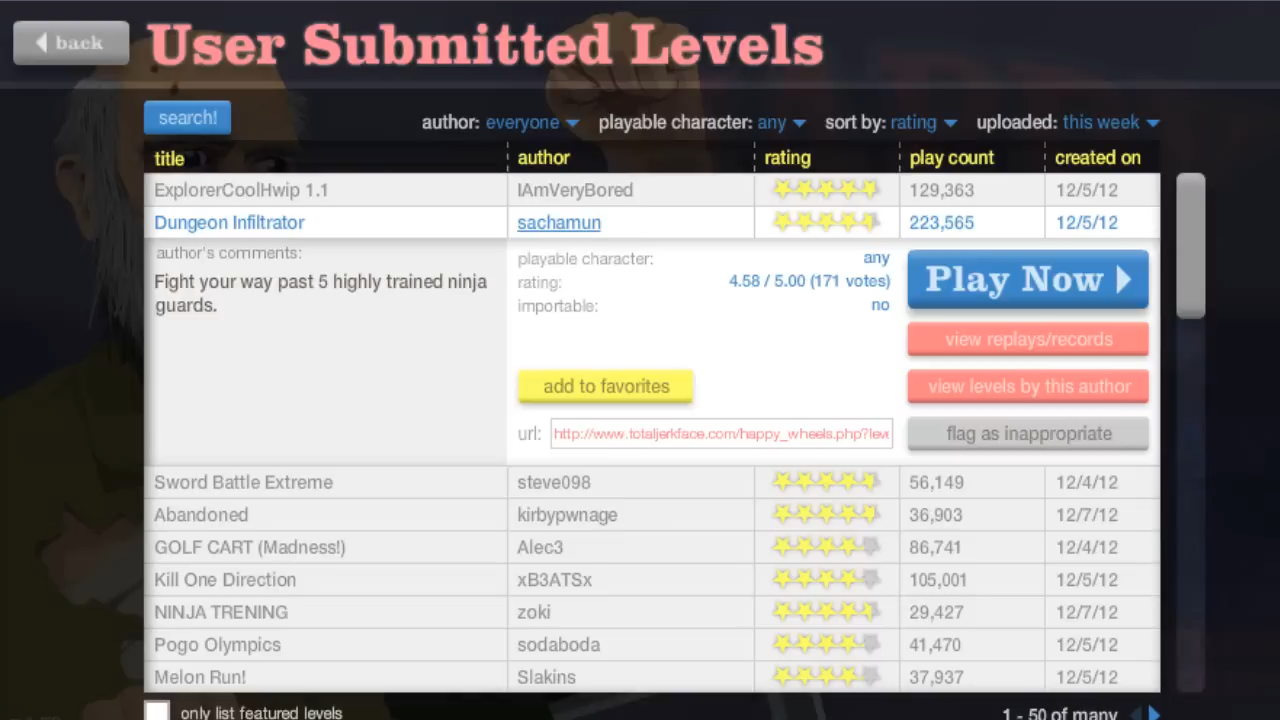 back
User Submitted Levels
search!
author: everyone playable character: any sort by: rating uploaded: this week
title author rating play count created on
ExplorerCoolHwip 1.1 IAmVeryBored 129,363 12/5/12
Dungeon Infiltrator sachamun 223,565 12/5/12
author's comments:
Fight your way past 5 highly trained ninja
guards.
playable character: any
rating: 4.58 / 5.00 (171 votes)
importable: no
add to favorites
url: http://www.totaljerkface.com/happy_wheels.php?leve
Play Now
view replays/records
view levels by this author
flag as inappropriate
Sword Battle Extreme steve098 56,149 12/4/12
Abandoned kirbypwnage 36,903 12/7/12
GOLF CART (Madness!) Alec3 86,741 12/4/12
Kill One Direction xB3ATSx 105,001 12/5/12
NINJA TRENING zoki 29,427 12/7/12
Pogo Olympics sodaboda 41,470 12/5/12
Melon Run! Slakins 37,937 12/5/12
only list featured levels 1 - 50 of many